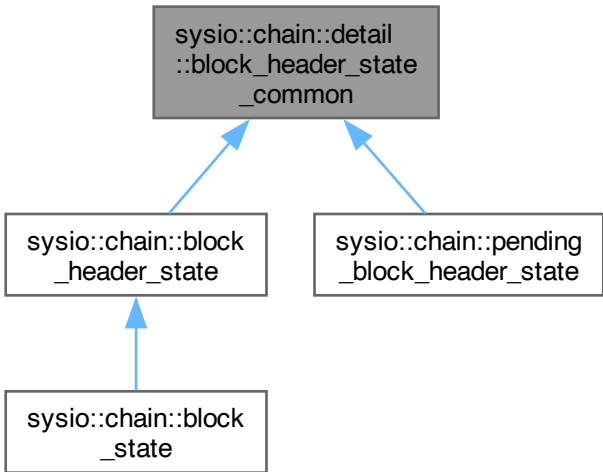 sysio::chain::detail
::block_header_state
_common
sysio::chain::block
_header_state
sysio::chain::pending
_block_header_state
sysio::chain::block
_state